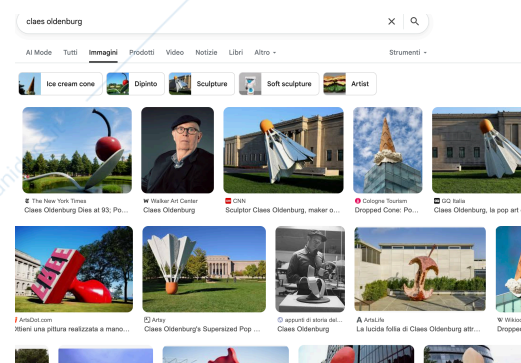 claes oldenburg
AI Mode Tutti Immagini Prodotti Video Notizie Libri Altro Strumenti
Ice cream cone Dipinto Sculpture Soft sculpture Artist
The New York Times Walker Art Center CNN Cologne Tourism GQ Italia
Claes Oldenburg Dies at 93; Po... Claes Oldenburg Sculptor Claes Oldenburg, maker o... Dropped Cone: Po... Claes Oldenburg, la pop art
ArtsDot.com Artsy appunti di storia del... ArtsLife
Ottieni una pittura realizzata a mano... Claes Oldenburg's Supersized Pop ... Claes Oldenburg La lucida follia di Claes Oldenburg attr... Dropper